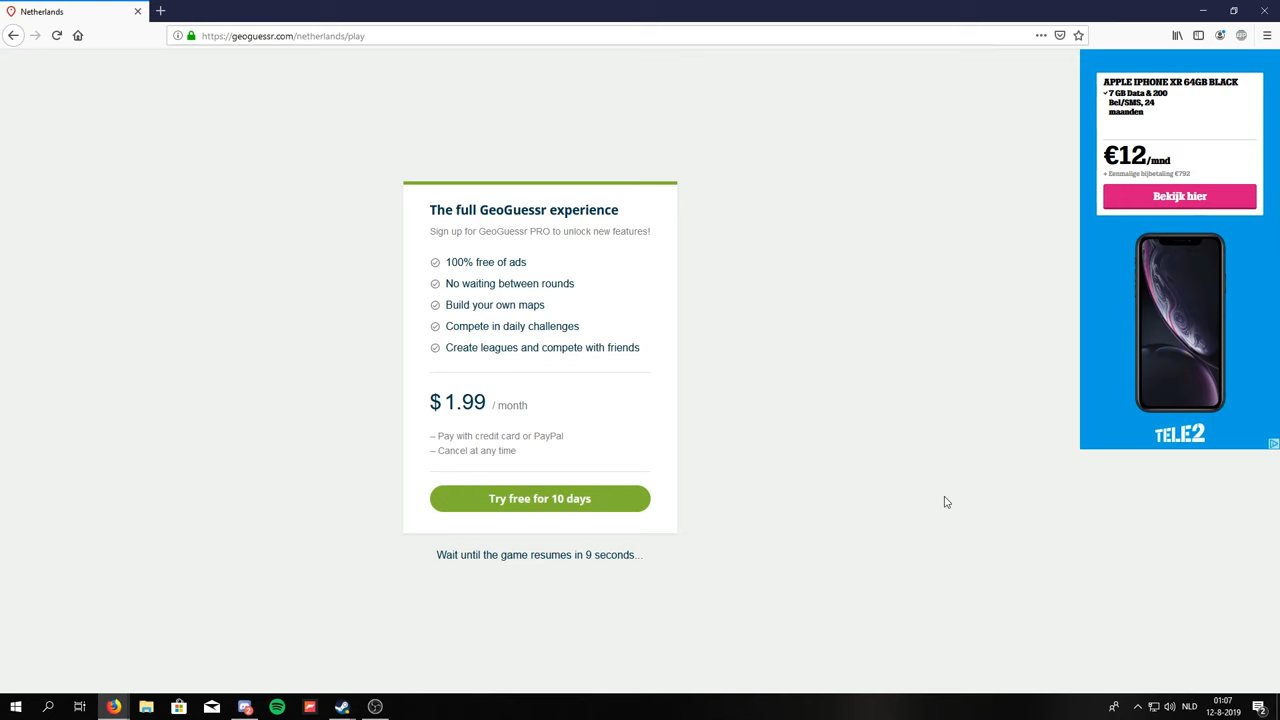 Netherlands
https://geoguessr.com/netherlands/play
APPLE IPHONE XR 64GB BLACK
7 GB Data & 200
Bel/SMS, 24
maanden
€12/mnd
+ Eenmalige bijbetaling €792
Bekijk hier
TELE2
The full GeoGuessr experience
Sign up for GeoGuessr PRO to unlock new features!
100% free of ads
No waiting between rounds
Build your own maps
Compete in daily challenges
Create leagues and compete with friends
$ 1.99 / month
– Pay with credit card or PayPal
– Cancel at any time
Try free for 10 days
Wait until the game resumes in 9 seconds...
NLD
01:07
12-8-2019
2